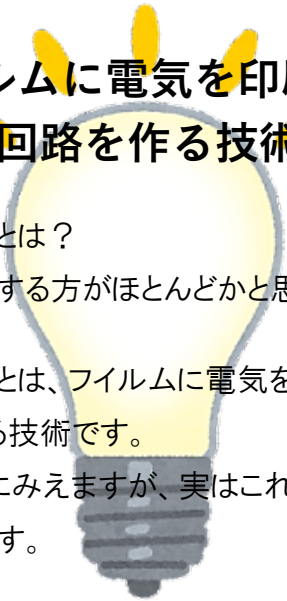 ルムに電気を印
回路を作る技術
とは？
する方がほとんどかと思
とは、フイルムに電気を
る技術です。
にみえますが、実はこれ
す。